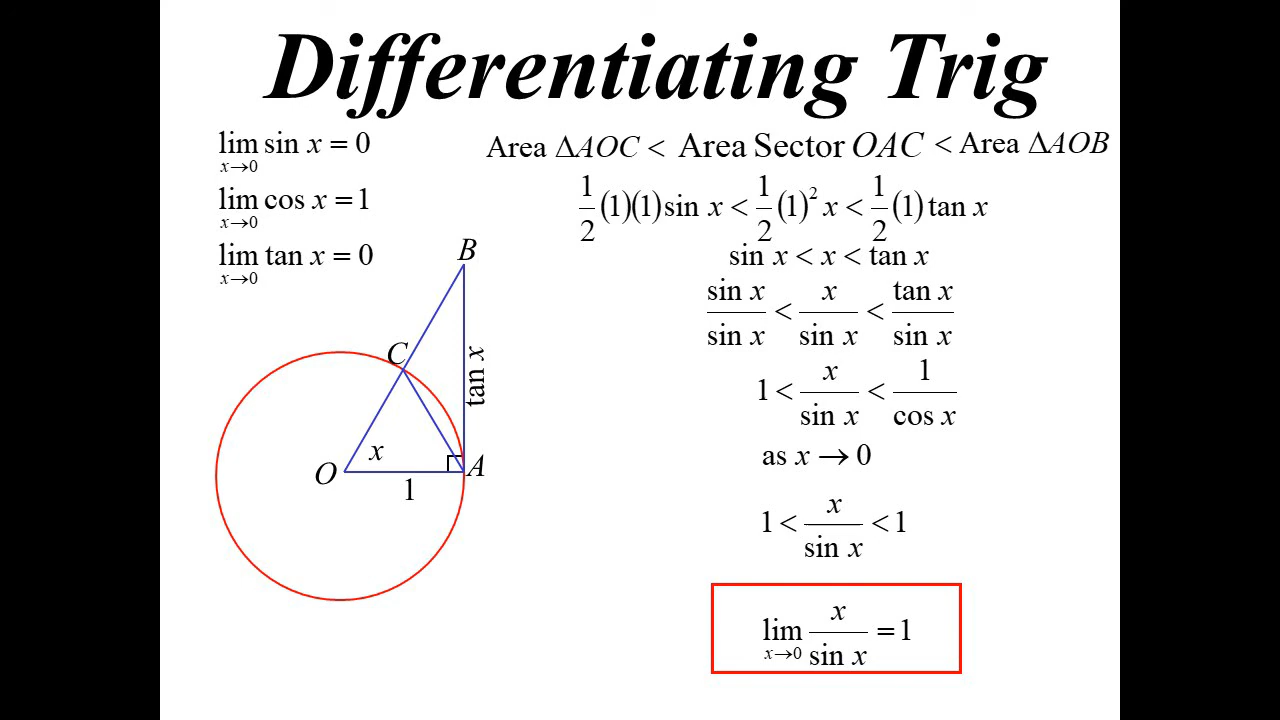 Differentiating Trig
lim sin x = 0
x→0
lim cos x = 1
x→0
lim tan x = 0
x→0
Area ΔAOC < Area Sector OAC < Area ΔAOB
1/2 (1)(1) sin x < 1/2 (1)² x < 1/2 (1) tan x
sin x < x < tan x
sin x/sin x < x/sin x < tan x/sin x
1 < x/sin x < 1/cos x
as x → 0
1 < x/sin x < 1
lim x/sin x = 1
x→0
B
C
tan x
x
O
A
1